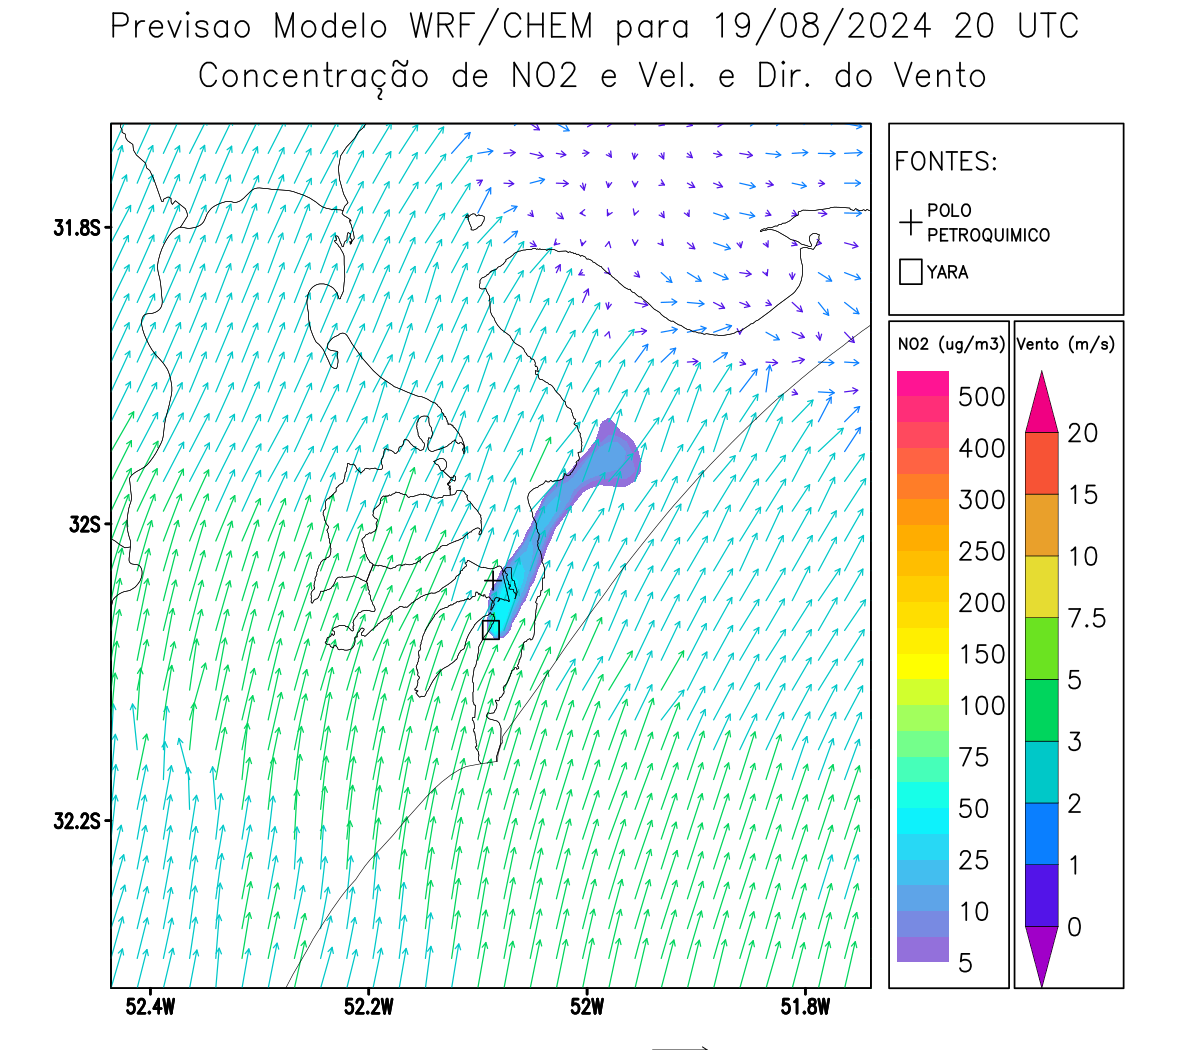 Previsao Modelo WRF/CHEM para 19/08/2024 20 UTC
Concentração de NO2 e Vel. e Dir. do Vento
FONTES:
POLO
PETROQUIMICO
YARA
NO2 (ug/m3)
500
400
300
250
200
150
100
75
50
25
10
5
Vento (m/s)
20
15
10
7.5
5
3
2
1
0
31.8S
32S
32.2S
52.4W
52.2W
52W
51.8W